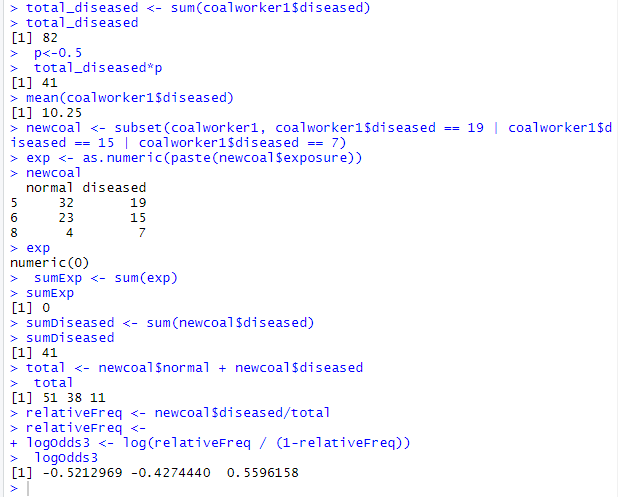 > total_diseased <- sum(coalworker1$diseased)
> total_diseased
[1] 82
>  p<-0.5
>  total_diseased*p
[1] 41
> mean(coalworker1$diseased)
[1] 10.25
> newcoal <- subset(coalworker1, coalworker1$diseased == 19 | coalworker1$d
iseased == 15 | coalworker1$diseased == 7)
> exp <- as.numeric(paste(newcoal$exposure))
> newcoal
  normal diseased
5     32       19
6     23       15
8      4        7
> exp
numeric(0)
>  sumExp <- sum(exp)
> sumExp
[1] 0
> sumDiseased <- sum(newcoal$diseased)
> sumDiseased
[1] 41
> total <- newcoal$normal + newcoal$diseased
>  total
[1] 51 38 11
> relativeFreq <- newcoal$diseased/total
> relativeFreq <-
+ logOdds3 <- log(relativeFreq / (1-relativeFreq))
>  logOdds3
[1] -0.5212969 -0.4274440  0.5596158
>